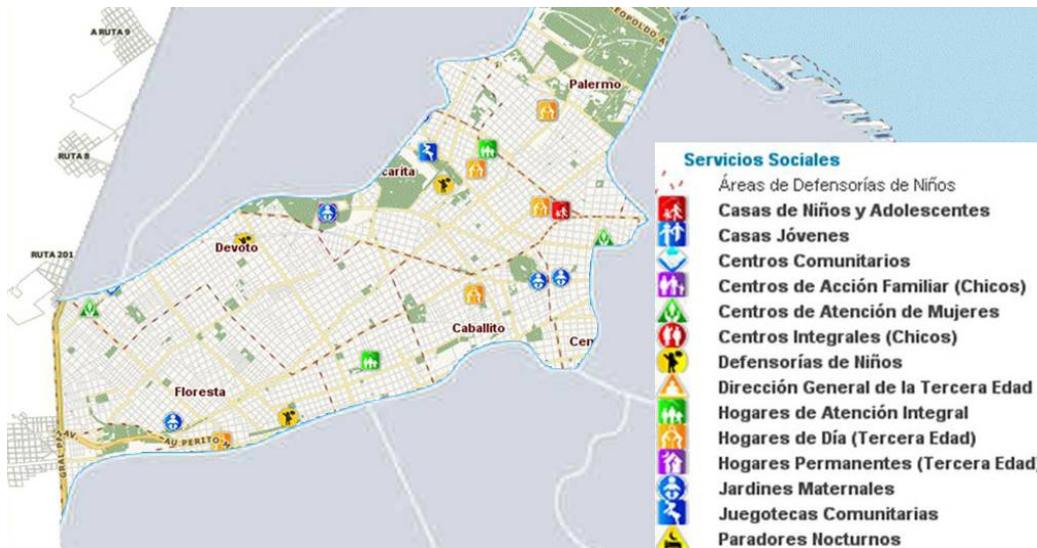 A RUTA 9
Palermo
RUTA 8
carita
Devoto
RUTA 201
Caballito
Cen
Floresta
AU PERITO M
GRAL PAZ
AV.
Servicios Sociales
Áreas de Defensorías de Niños
Casas de Niños y Adolescentes
Casas Jóvenes
Centros Comunitarios
Centros de Acción Familiar (Chicos)
Centros de Atención de Mujeres
Centros Integrales (Chicos)
Defensorías de Niños
Dirección General de la Tercera Edad
Hogares de Atención Integral
Hogares de Día (Tercera Edad)
Hogares Permanentes (Tercera Edad)
Jardines Maternales
Juegotecas Comunitarias
Paradores Nocturnos